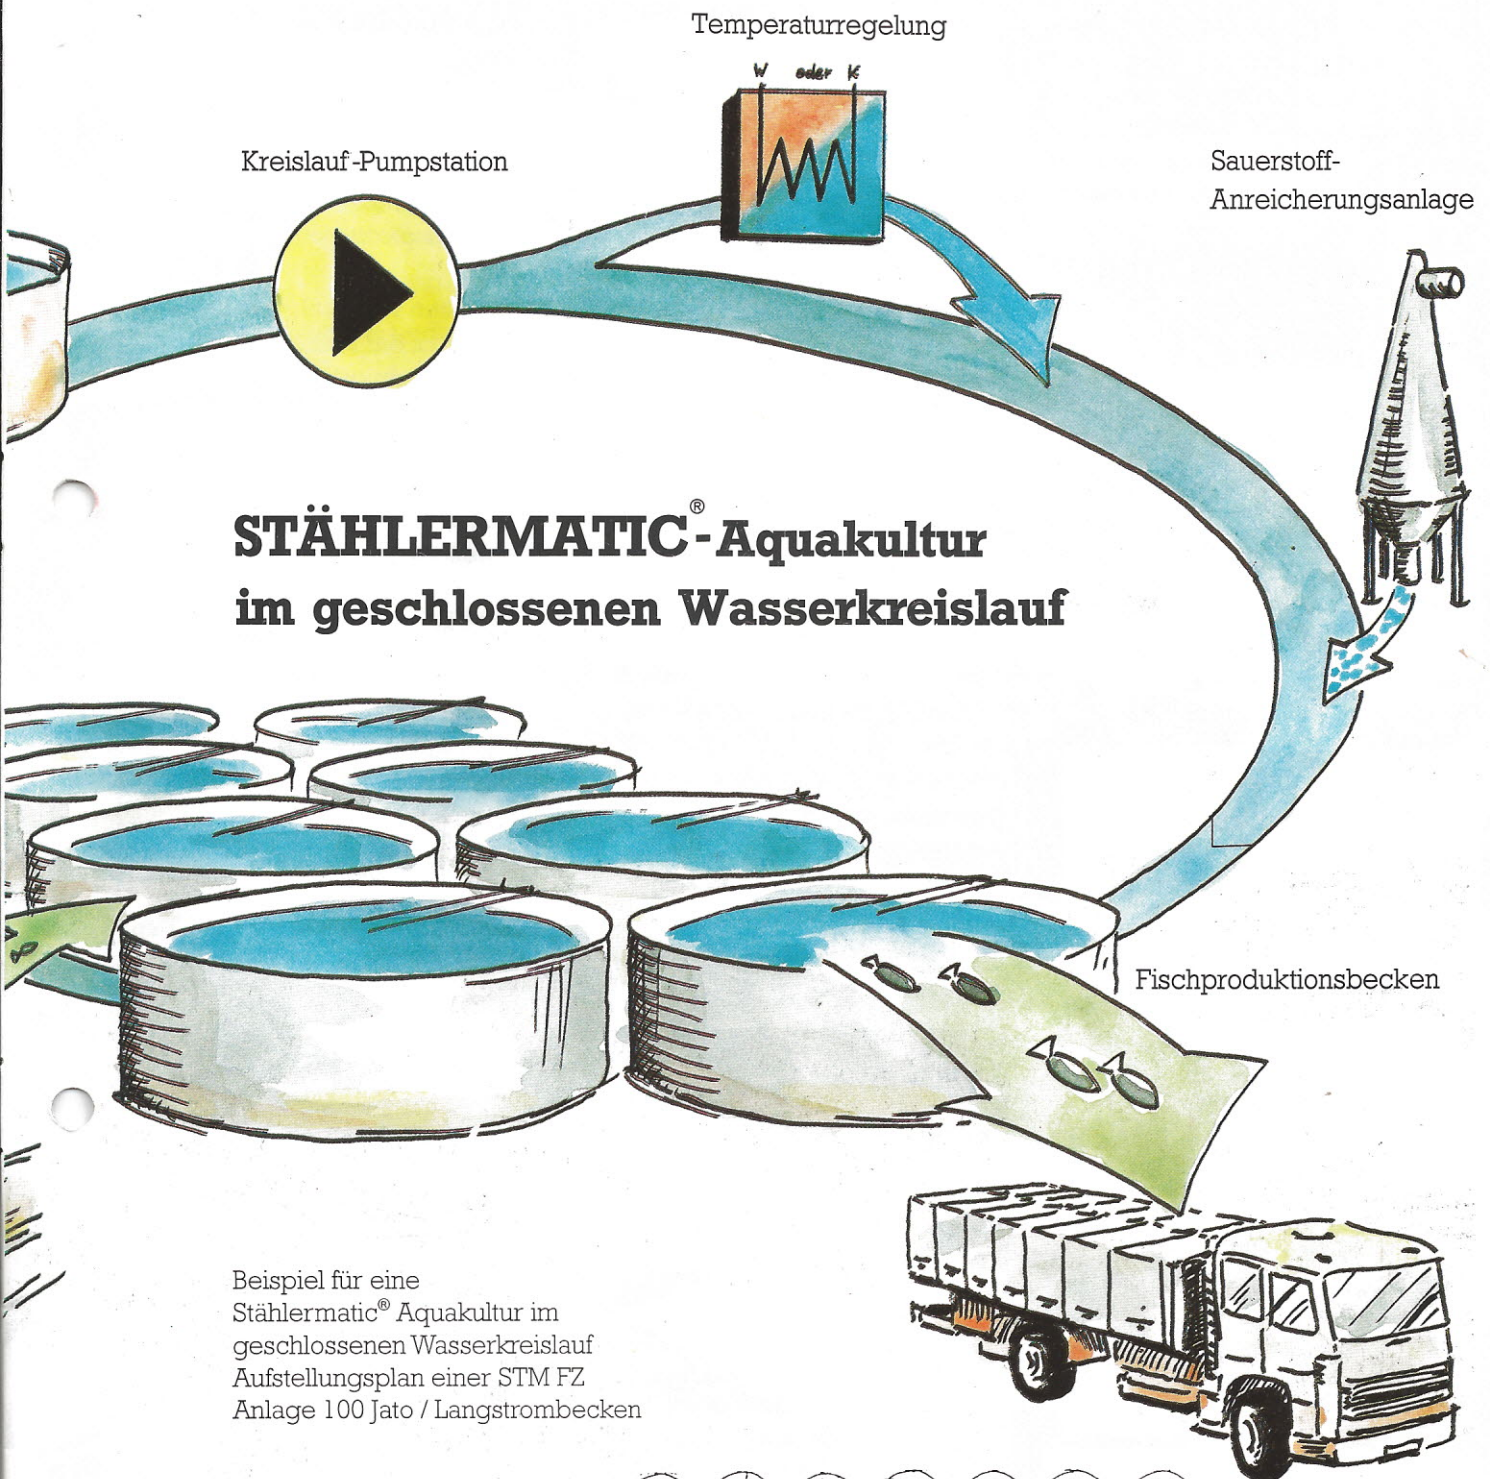 Temperaturregelung
W oder K
Kreislauf-Pumpstation
Sauerstoff-
Anreicherungsanlage
STÄHLERMATIC®-Aquakultur
im geschlossenen Wasserkreislauf
Fischproduktionsbecken
Beispiel für eine
Stählermatic® Aquakultur im
geschlossenen Wasserkreislauf
Aufstellungsplan einer STM FZ
Anlage 100 Jato / Langstrombecken